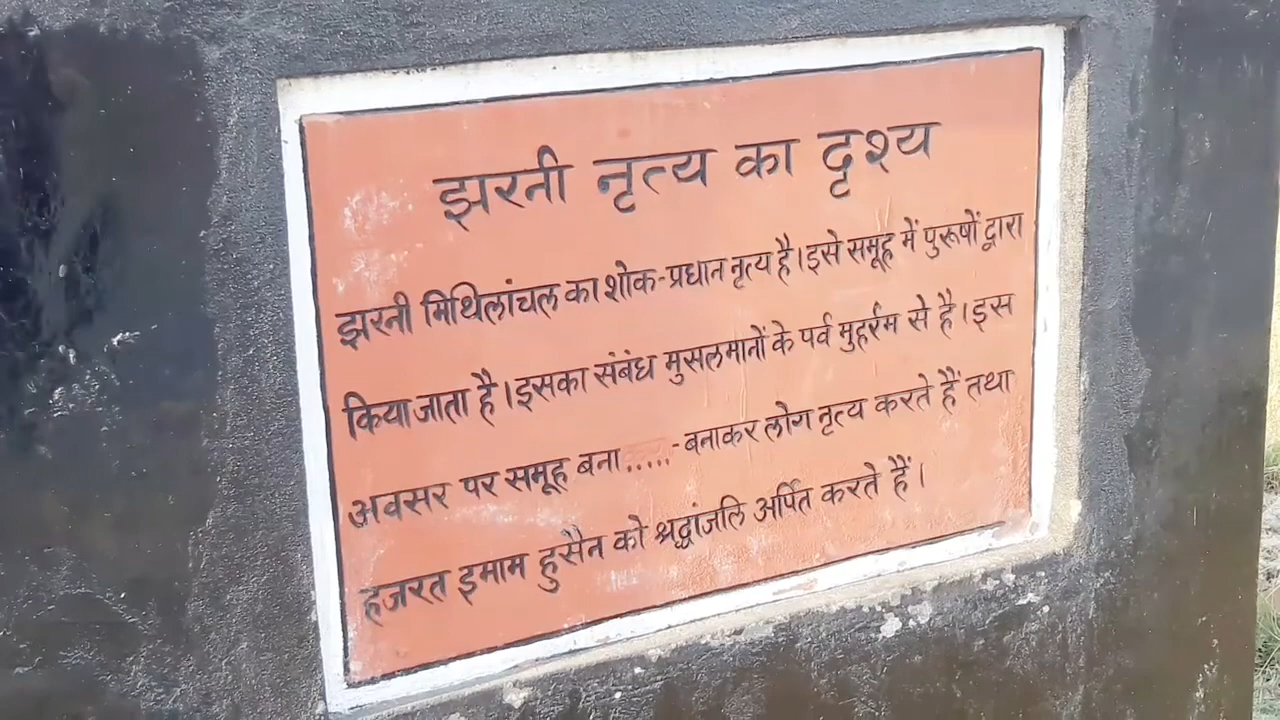 झरनी नृत्य का दृश्य
झरनी मिथिलांचल का शोक-प्रधान नृत्य है। इसे समूह में पुरूषों द्वारा
किया जाता है। इसका संबंध मुसलमानों के पर्व मुहर्रम से है। इस
अवसर पर समूह बना.....-बनाकर लोग नृत्य करते हैं तथा
हजरत इमाम हुसैन को श्रद्धांजलि अर्पित करते हैं।